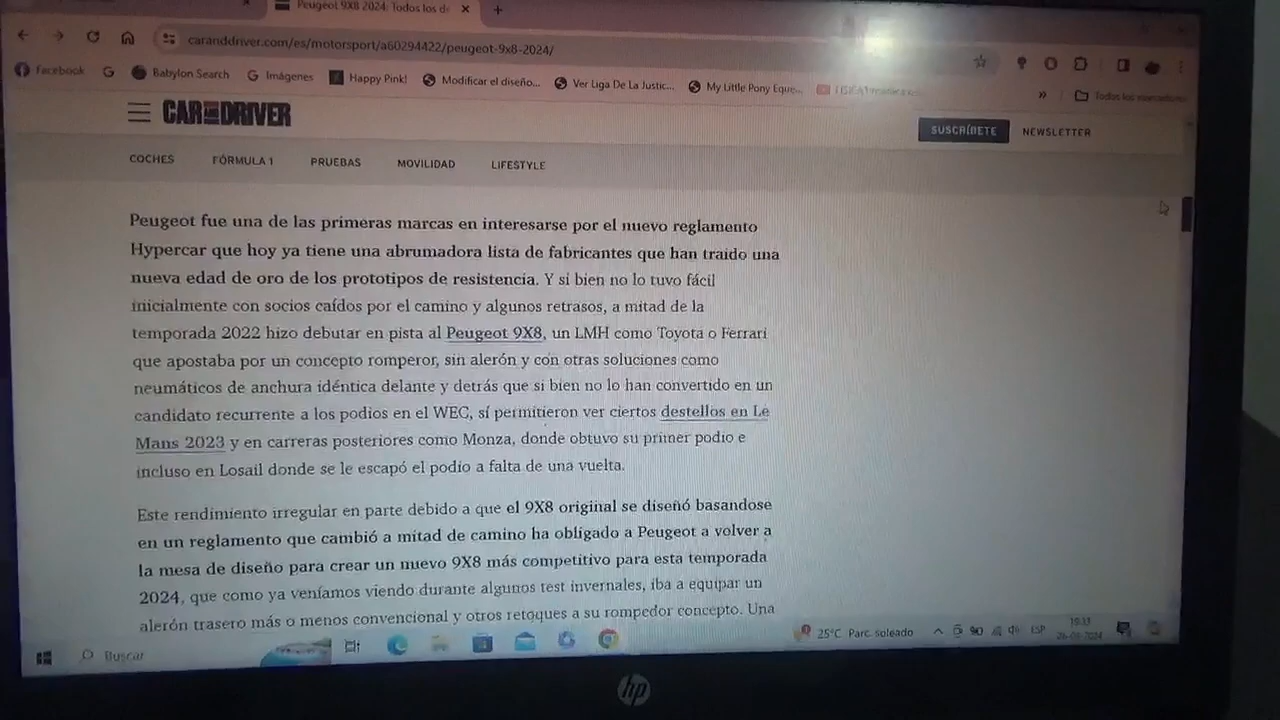 Peugeot 9X8 2024: Todos los de
caranddriver.com/es/motorsport/a60294422/peugeot-9x8-2024/
Facebook
Babylon Search
Imágenes
Happy Pink!
Modificar el diseño...
Ver Liga De La Justic...
My Little Pony Eque...
»
CAR AND DRIVER
SUSCRÍBETE
NEWSLETTER
COCHES
FÓRMULA 1
PRUEBAS
MOVILIDAD
LIFESTYLE
Peugeot fue una de las primeras marcas en interesarse por el nuevo reglamento
Hypercar que hoy ya tiene una abrumadora lista de fabricantes que han traido una
nueva edad de oro de los prototipos de resistencia. Y si bien no lo tuvo fácil
inicialmente con socios caídos por el camino y algunos retrasos, a mitad de la
temporada 2022 hizo debutar en pista al Peugeot 9X8, un LMH como Toyota o Ferrari
que apostaba por un concepto romperor, sin alerón y con otras soluciones como
neumáticos de anchura idéntica delante y detrás que si bien no lo han convertido en un
candidato recurrente a los podios en el WEC, sí permitieron ver ciertos destellos en Le
Mans 2023 y en carreras posteriores como Monza, donde obtuvo su primer podio e
incluso en Losail donde se le escapó el podio a falta de una vuelta.
Este rendimiento irregular en parte debido a que el 9X8 original se diseñó basandose
en un reglamento que cambió a mitad de camino ha obligado a Peugeot a volver a
la mesa de diseño para crear un nuevo 9X8 más competitivo para esta temporada
2024, que como ya veníamos viendo durante algunos test invernales, iba a equipar un
alerón trasero más o menos convencional y otros retoques a su rompedor concepto. Una
Buscar
25°C Parc. soleado
ESP
19:33
hp